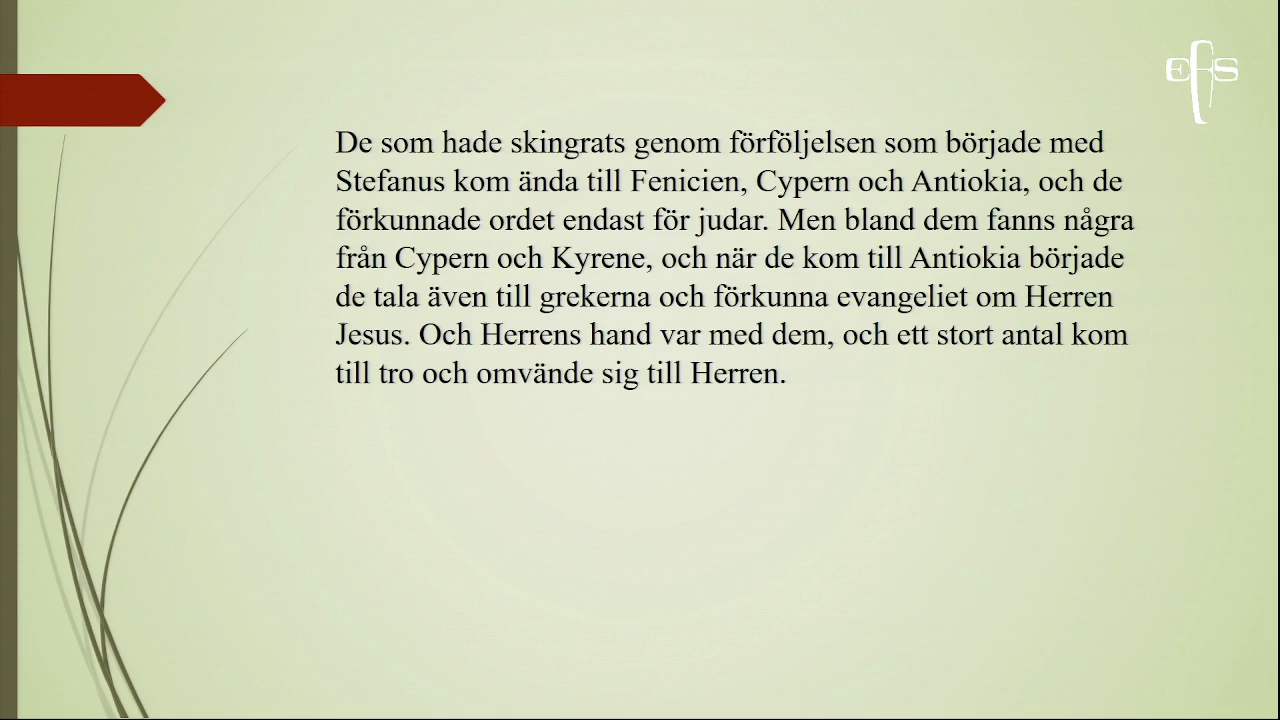 EFS
De som hade skingrats genom förföljelsen som började med
Stefanus kom ända till Fenicien, Cypern och Antiokia, och de
förkunnade ordet endast för judar. Men bland dem fanns några
från Cypern och Kyrene, och när de kom till Antiokia började
de tala även till grekerna och förkunna evangeliet om Herren
Jesus. Och Herrens hand var med dem, och ett stort antal kom
till tro och omvände sig till Herren.